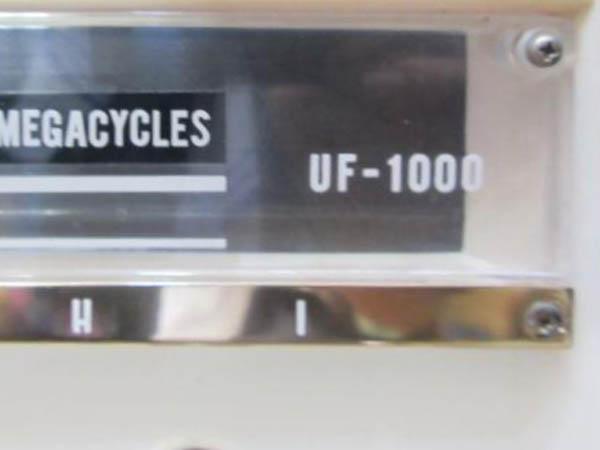 MEGACYCLES
UF-1000
H I